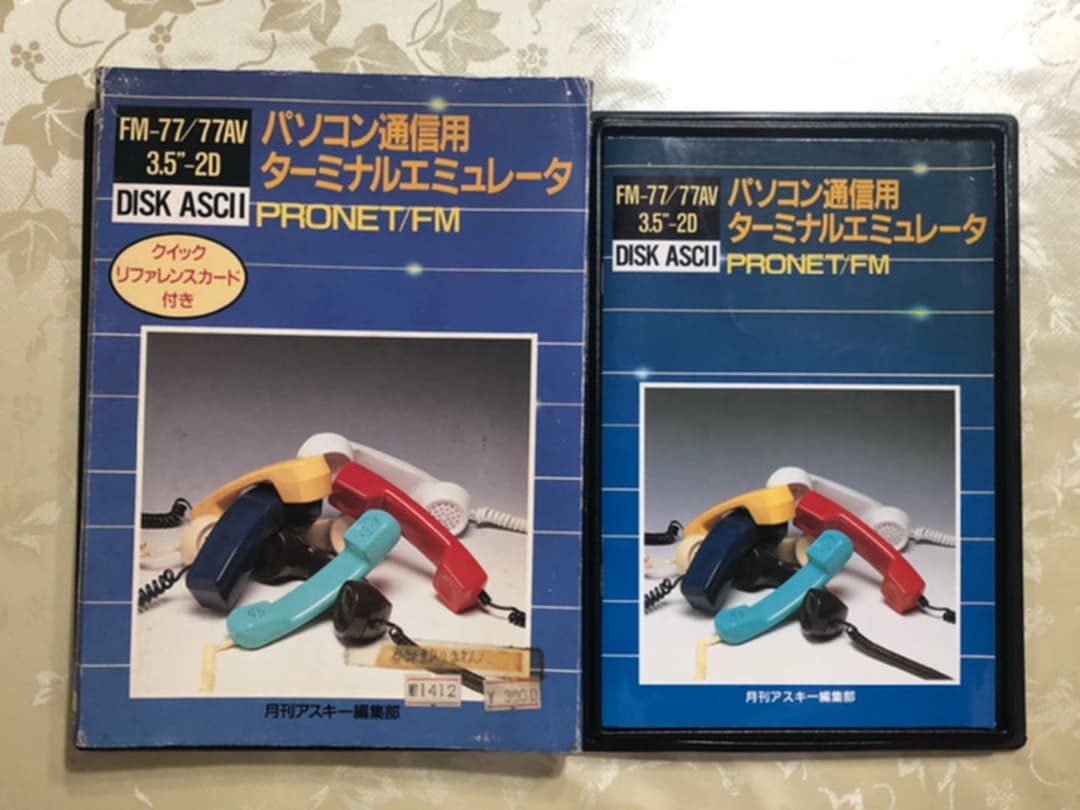 FM-77/77AV
3.5"-2D
DISK ASCII
パソコン通信用
ターミナルエミュレータ
PRONET/FM
クイック
リファレンスカード
付き
1412
¥ 300.0
月刊アスキー編集部
FM-77/77AV
3.5"-2D
DISK ASCII
パソコン通信用
ターミナルエミュレータ
PRONET/FM
月刊アスキー編集部